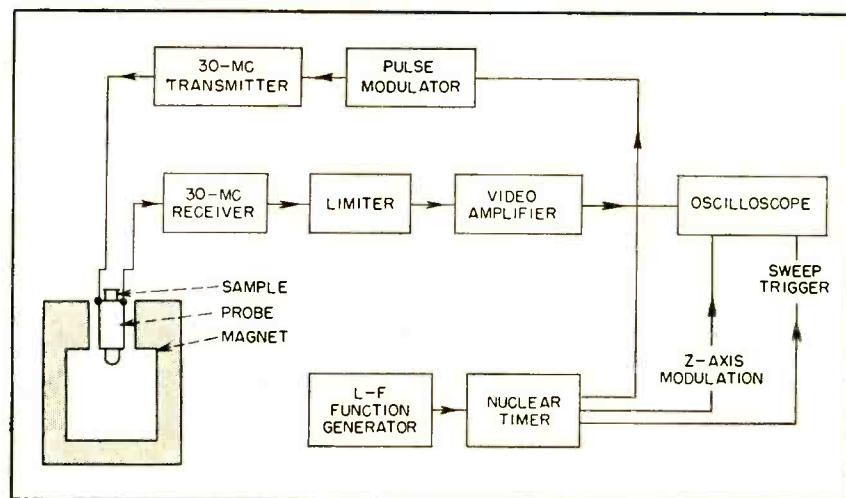 30-MC
TRANSMITTER
PULSE
MODULATOR
30-MC
RECEIVER
LIMITER
VIDEO
AMPLIFIER
OSCILLOSCOPE
SAMPLE
PROBE
MAGNET
SWEEP
TRIGGER
Z-AXIS
MODULATION
L-F
FUNCTION
GENERATOR
NUCLEAR
TIMER